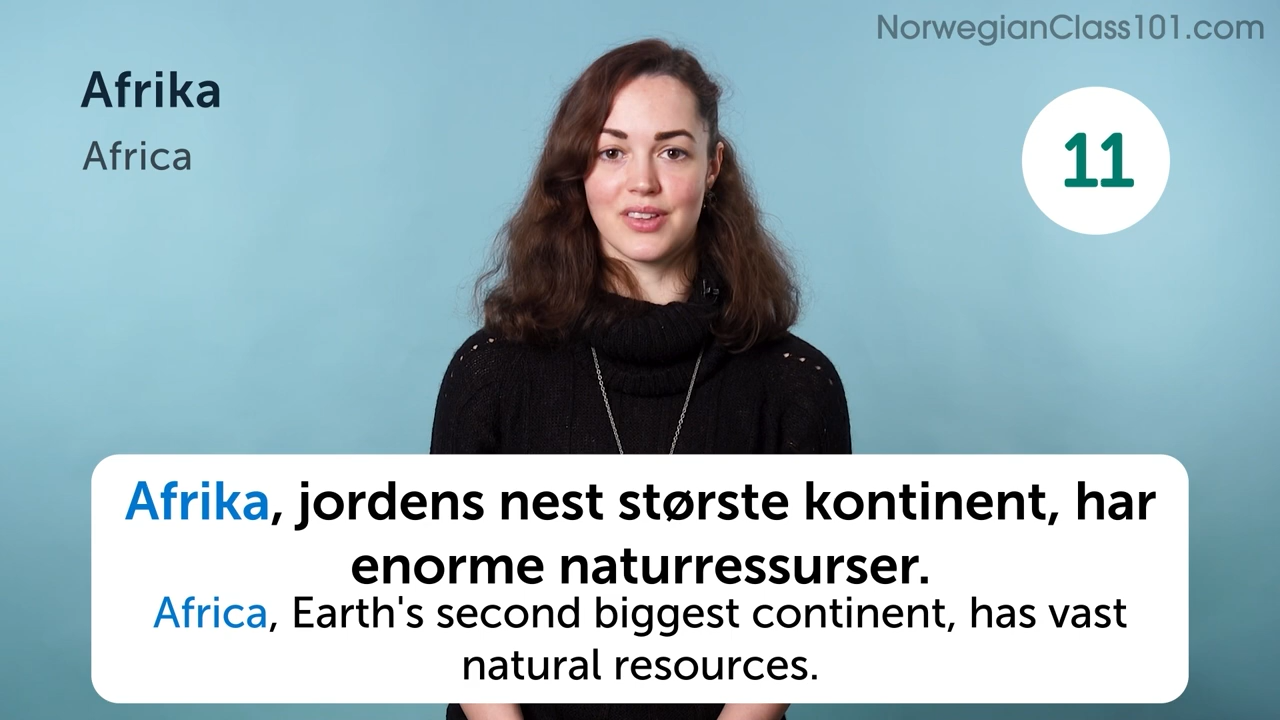 NorwegianClass101.com
Afrika
Africa
11
Afrika, jordens nest største kontinent, har
enorme naturressurser.
Africa, Earth's second biggest continent, has vast
natural resources.